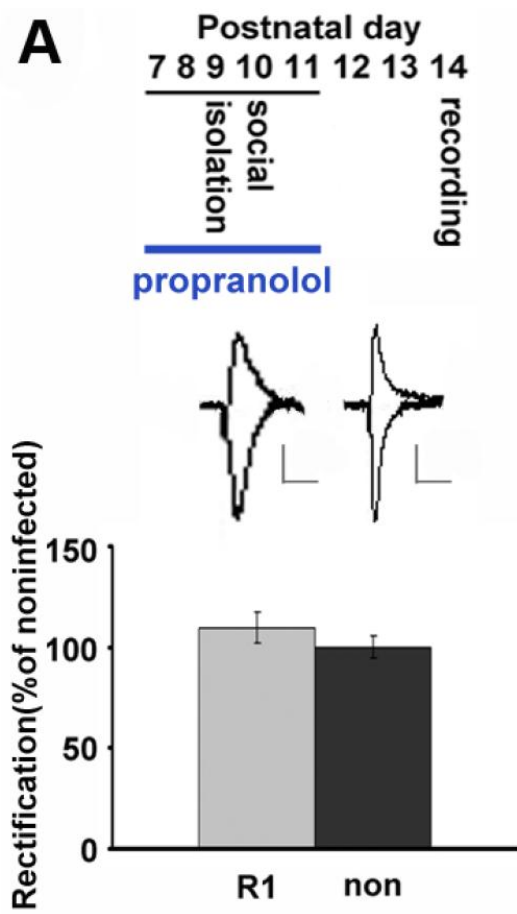 A
Postnatal day
7 8 9 10 11 12 13 14
social
isolation
recording
propranolol
Rectification(%of noninfected)
150
100
50
0
R1 non